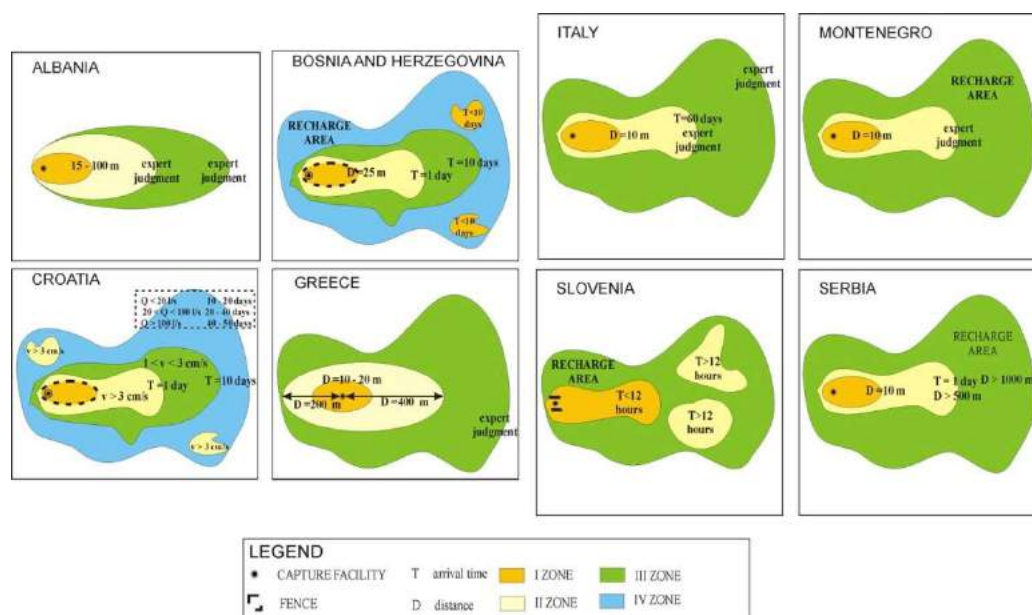 ALBANIA
15 - 100 m
expert
judgment
expert
judgment
BOSNIA AND HERZEGOVINA
T<10
days
RECHARGE
AREA
D=25 m
T=1 day
T=10 days
T<10
days
ITALY
expert
judgment
T=60 days
D=10 m
expert
judgment
MONTENEGRO
RECHARGE
AREA
D=10 m
expert
judgment
CROATIA
Q < 20 l/s 10 - 20 days
20 < Q < 100 l/s 20 - 40 days
Q > 100 l/s 40 - 50 days
v > 3 cm/s
1 < v < 3 cm/s
T=1 day
T=10 days
v > 3 cm/s
v > 3 cm/s
GREECE
D=10 - 20 m
D=200 m
D=400 m
expert
judgment
SLOVENIA
RECHARGE
AREA
T>12
hours
T<12
hours
T>12
hours
SERBIA
RECHARGE
AREA
T = 1 day D > 1000 m
D=10 m
D > 500 m
LEGEND
CAPTURE FACILITY T arrival time I ZONE III ZONE
FENCE D distance II ZONE IV ZONE